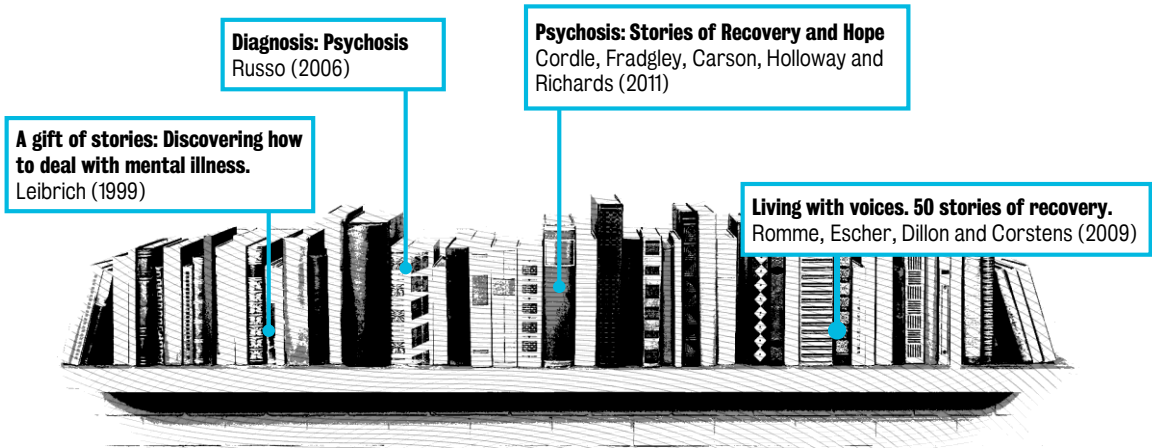 Diagnosis: Psychosis
Russo (2006)
Psychosis: Stories of Recovery and Hope
Cordle, Fradgley, Carson, Holloway and
Richards (2011)
A gift of stories: Discovering how
to deal with mental illness.
Leibrich (1999)
Living with voices. 50 stories of recovery.
Romme, Escher, Dillon and Corstens (2009)